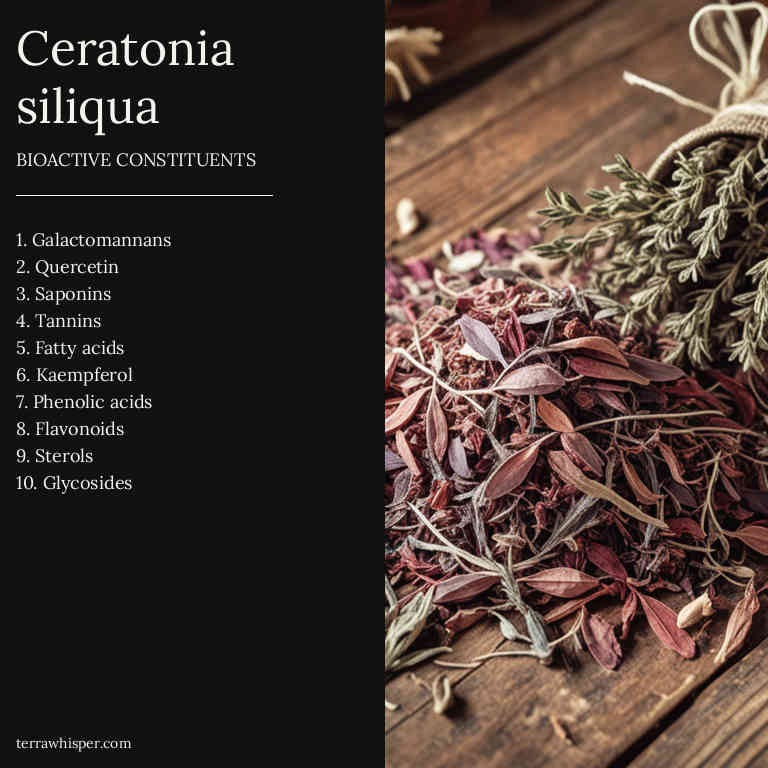 Ceratonia
siliqua
BIOACTIVE CONSTITUENTS
1. Galactomannans
2. Quercetin
3. Saponins
4. Tannins
5. Fatty acids
6. Kaempferol
7. Phenolic acids
8. Flavonoids
9. Sterols
10. Glycosides
terrawhisper.com